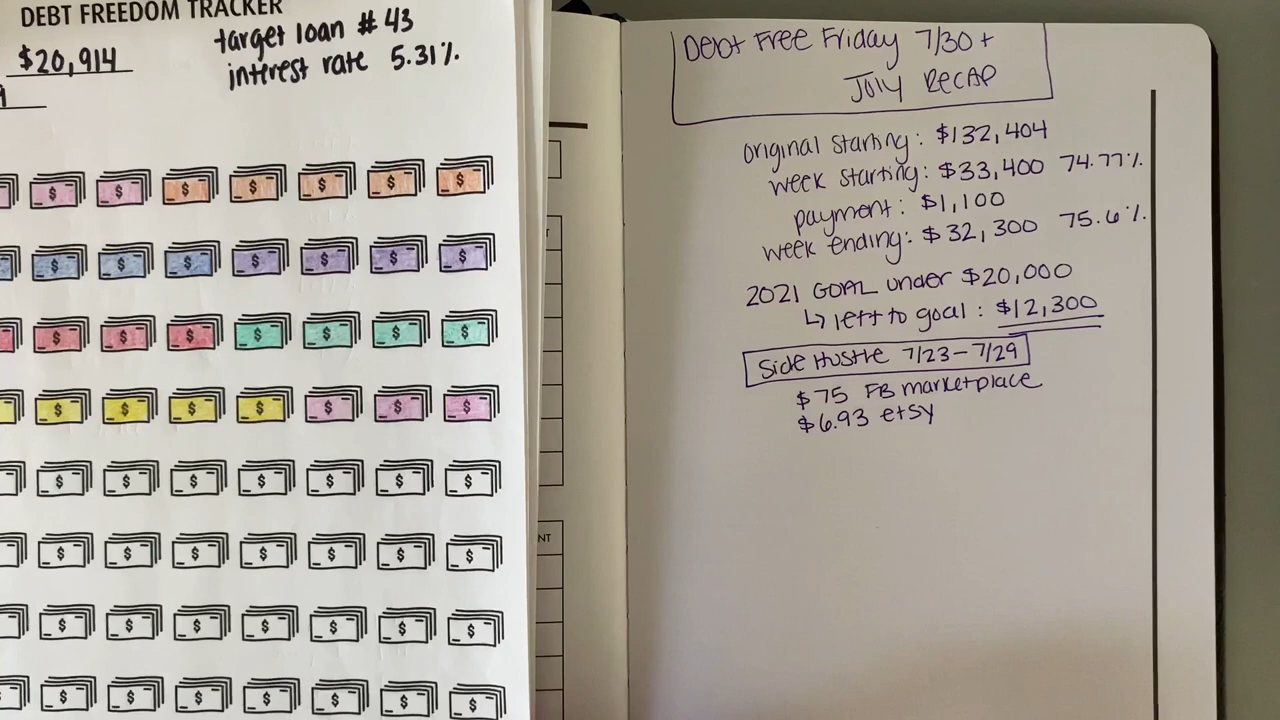 DEBT FREEDOM TRACKER
$20,914
target loan # 43
interest rate 5.31%.
Debt Free Friday 7/30 +
July RECAP
original starting: $132,404
week starting: $33,400 74.77%.
payment: $1,100
week ending: $32,300 75.6%.
2021 GOAL under $20,000
↳ left to goal: $12,300
Side Hustle 7/23-7/29
$75 FB marketplace
$6.93 etsy
NT